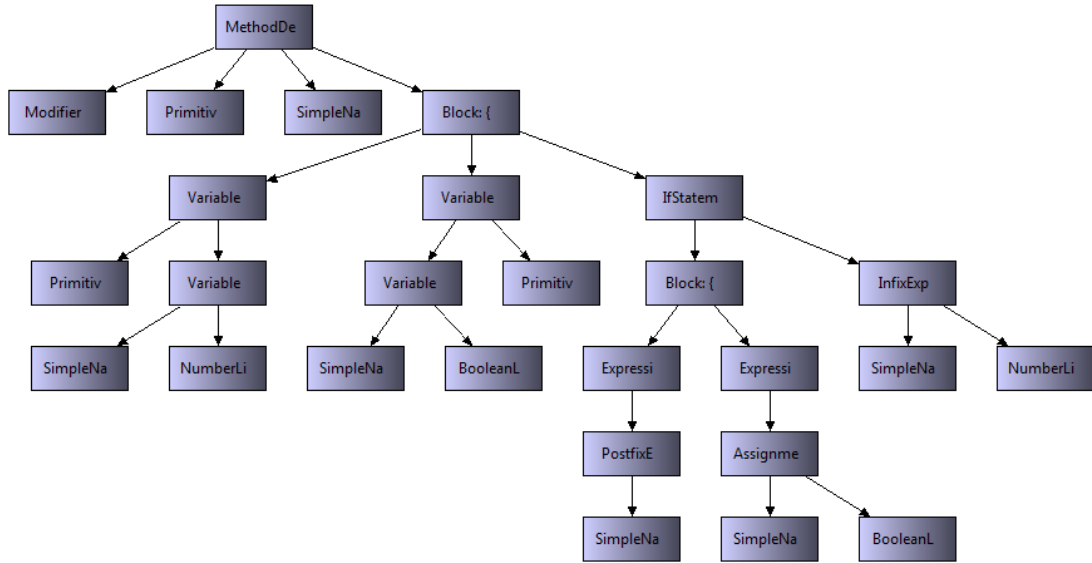 MethodDe
Modifier
Primitiv
SimpleNa
Block: {
Variable
Variable
IfStatem
Primitiv
Variable
Variable
Primitiv
Block: {
InfixExp
SimpleNa
NumberLi
SimpleNa
BooleanL
Expressi
Expressi
SimpleNa
NumberLi
PostfixE
Assignme
SimpleNa
SimpleNa
BooleanL